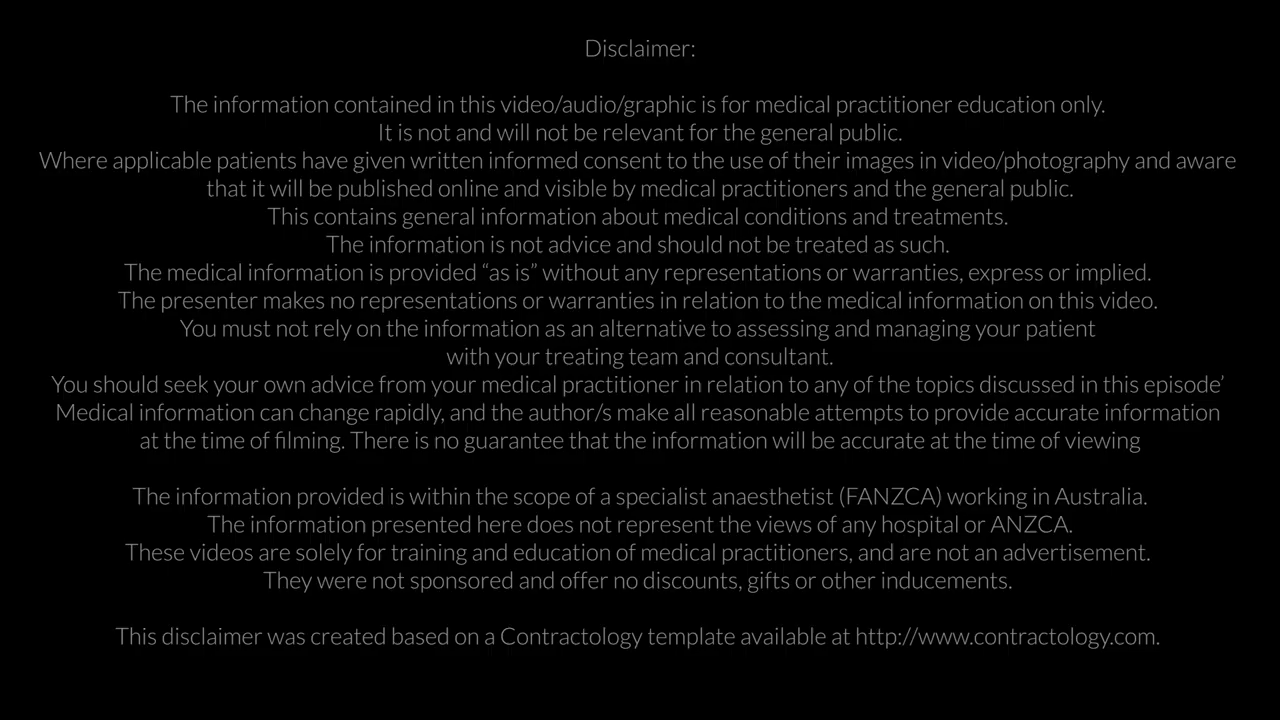 Disclaimer:
The information contained in this video/audio/graphic is for medical practitioner education only.
It is not and will not be relevant for the general public.
Where applicable patients have given written informed consent to the use of their images in video/photography and aware
that it will be published online and visible by medical practitioners and the general public.
This contains general information about medical conditions and treatments.
The information is not advice and should not be treated as such.
The medical information is provided “as is” without any representations or warranties, express or implied.
The presenter makes no representations or warranties in relation to the medical information on this video.
You must not rely on the information as an alternative to assessing and managing your patient
with your treating team and consultant.
You should seek your own advice from your medical practitioner in relation to any of the topics discussed in this episode’
Medical information can change rapidly, and the author/s make all reasonable attempts to provide accurate information
at the time of filming. There is no guarantee that the information will be accurate at the time of viewing
The information provided is within the scope of a specialist anaesthetist (FANZCA) working in Australia.
The information presented here does not represent the views of any hospital or ANZCA.
These videos are solely for training and education of medical practitioners, and are not an advertisement.
They were not sponsored and offer no discounts, gifts or other inducements.
This disclaimer was created based on a Contractology template available at http://www.contractology.com.